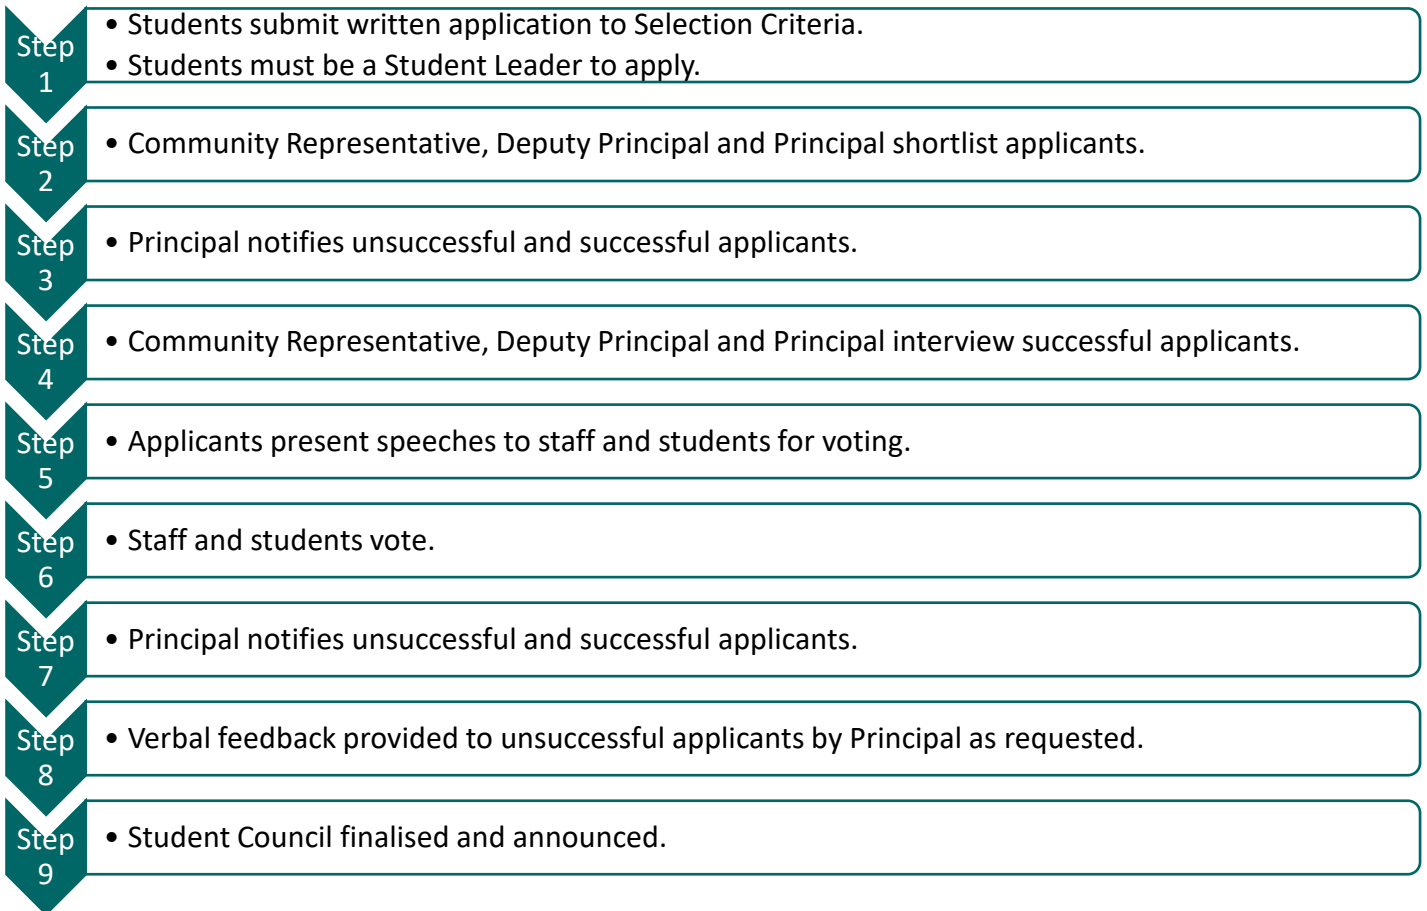 Step
1
• Students submit written application to Selection Criteria.
• Students must be a Student Leader to apply.
Step
2
• Community Representative, Deputy Principal and Principal shortlist applicants.
Step
3
• Principal notifies unsuccessful and successful applicants.
Step
4
• Community Representative, Deputy Principal and Principal interview successful applicants.
Step
5
• Applicants present speeches to staff and students for voting.
Step
6
• Staff and students vote.
Step
7
• Principal notifies unsuccessful and successful applicants.
Step
8
• Verbal feedback provided to unsuccessful applicants by Principal as requested.
Step
9
• Student Council finalised and announced.